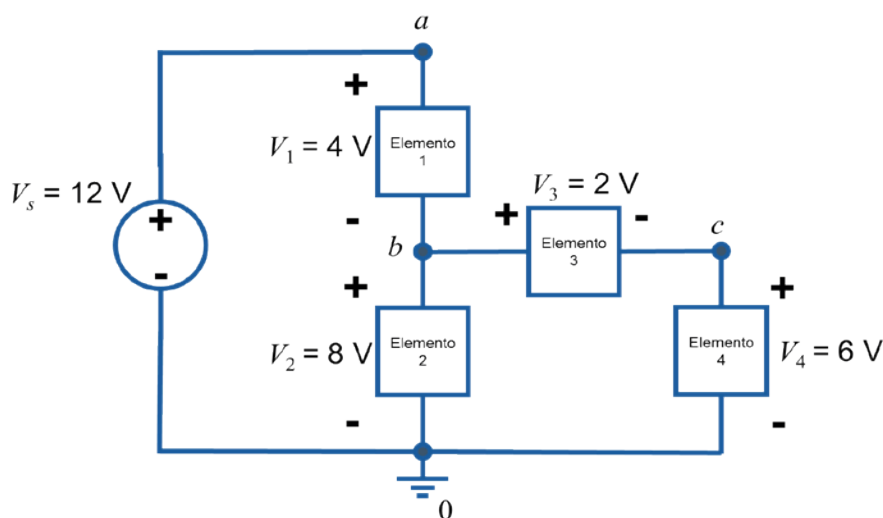 a
+
V₁ = 4 V
Elemento
1
-
Vₛ = 12 V
+
-
V₃ = 2 V
+
-
Elemento
3
b
c
+
V₂ = 8 V
Elemento
2
-
+
Elemento
4
V₄ = 6 V
-
0